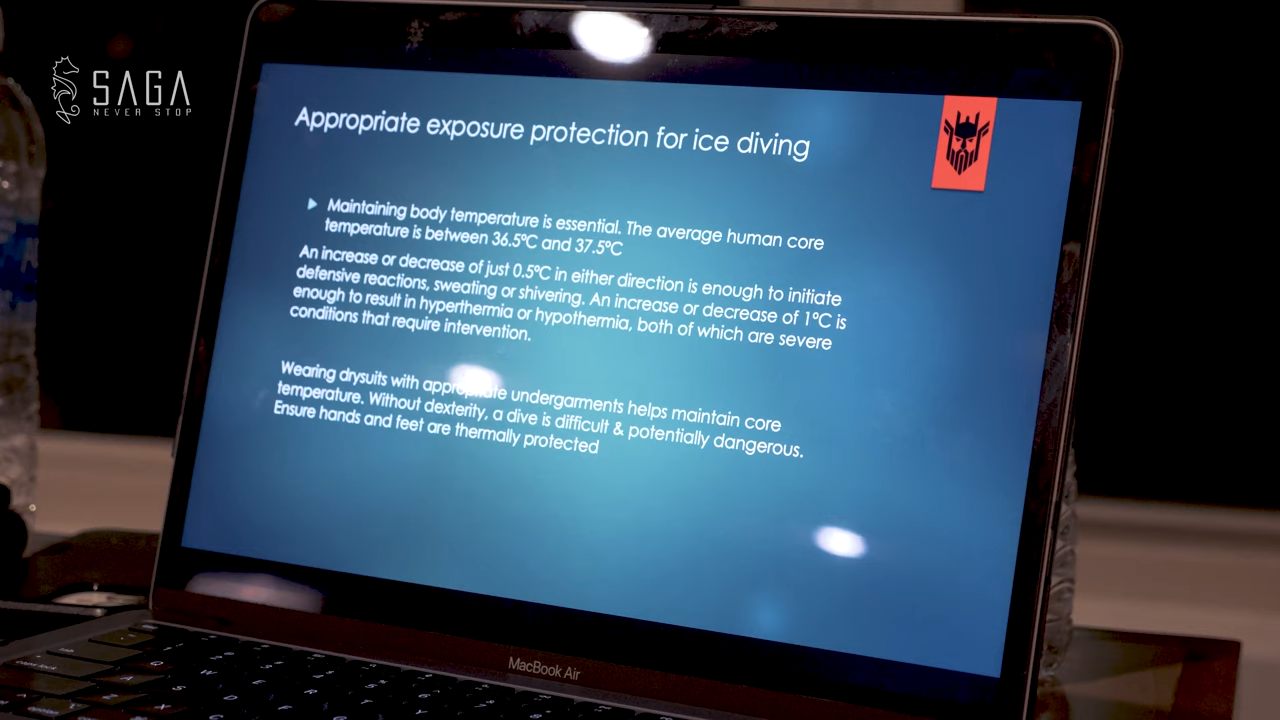 SAGA
NEVER STOP
Appropriate exposure protection for ice diving
Maintaining body temperature is essential. The average human core
temperature is between 36.5ºC and 37.5ºC
An increase or decrease of just 0.5ºC in either direction is enough to initiate
defensive reactions, sweating or shivering. An increase or decrease of 1ºC is
enough to result in hyperthermia or hypothermia, both of which are severe
conditions that require intervention.
Wearing drysuits with appropriate undergarments helps maintain core
temperature. Without dexterity, a dive is difficult & potentially dangerous.
Ensure hands and feet are thermally protected
MacBook Air